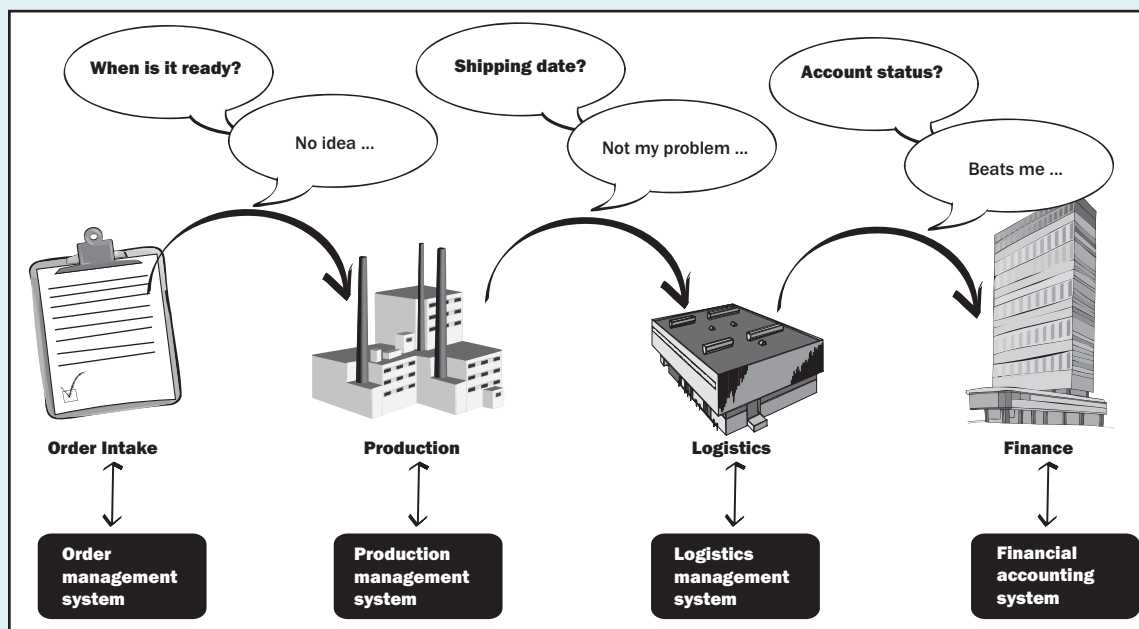 When is it ready?
No idea ...
Shipping date?
Not my problem ...
Account status?
Beats me ...
Order Intake
Production
Logistics
Finance
Order
management
system
Production
management
system
Logistics
management
system
Financial
accounting
system